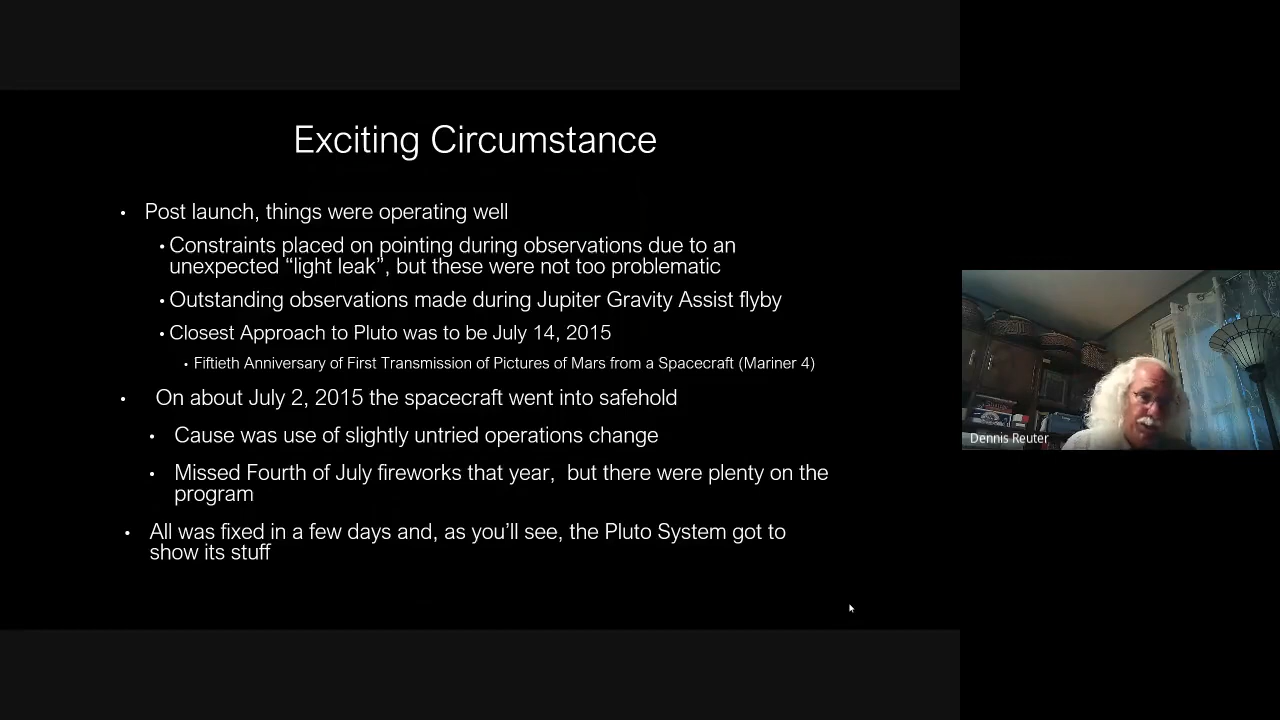 Exciting Circumstance
• Post launch, things were operating well
• Constraints placed on pointing during observations due to an
unexpected “light leak”, but these were not too problematic
• Outstanding observations made during Jupiter Gravity Assist flyby
• Closest Approach to Pluto was to be July 14, 2015
• Fiftieth Anniversary of First Transmission of Pictures of Mars from a Spacecraft (Mariner 4)
• On about July 2, 2015 the spacecraft went into safehold
• Cause was use of slightly untried operations change
• Missed Fourth of July fireworks that year, but there were plenty on the
program
• All was fixed in a few days and, as you’ll see, the Pluto System got to
show its stuff
Dennis Reuter